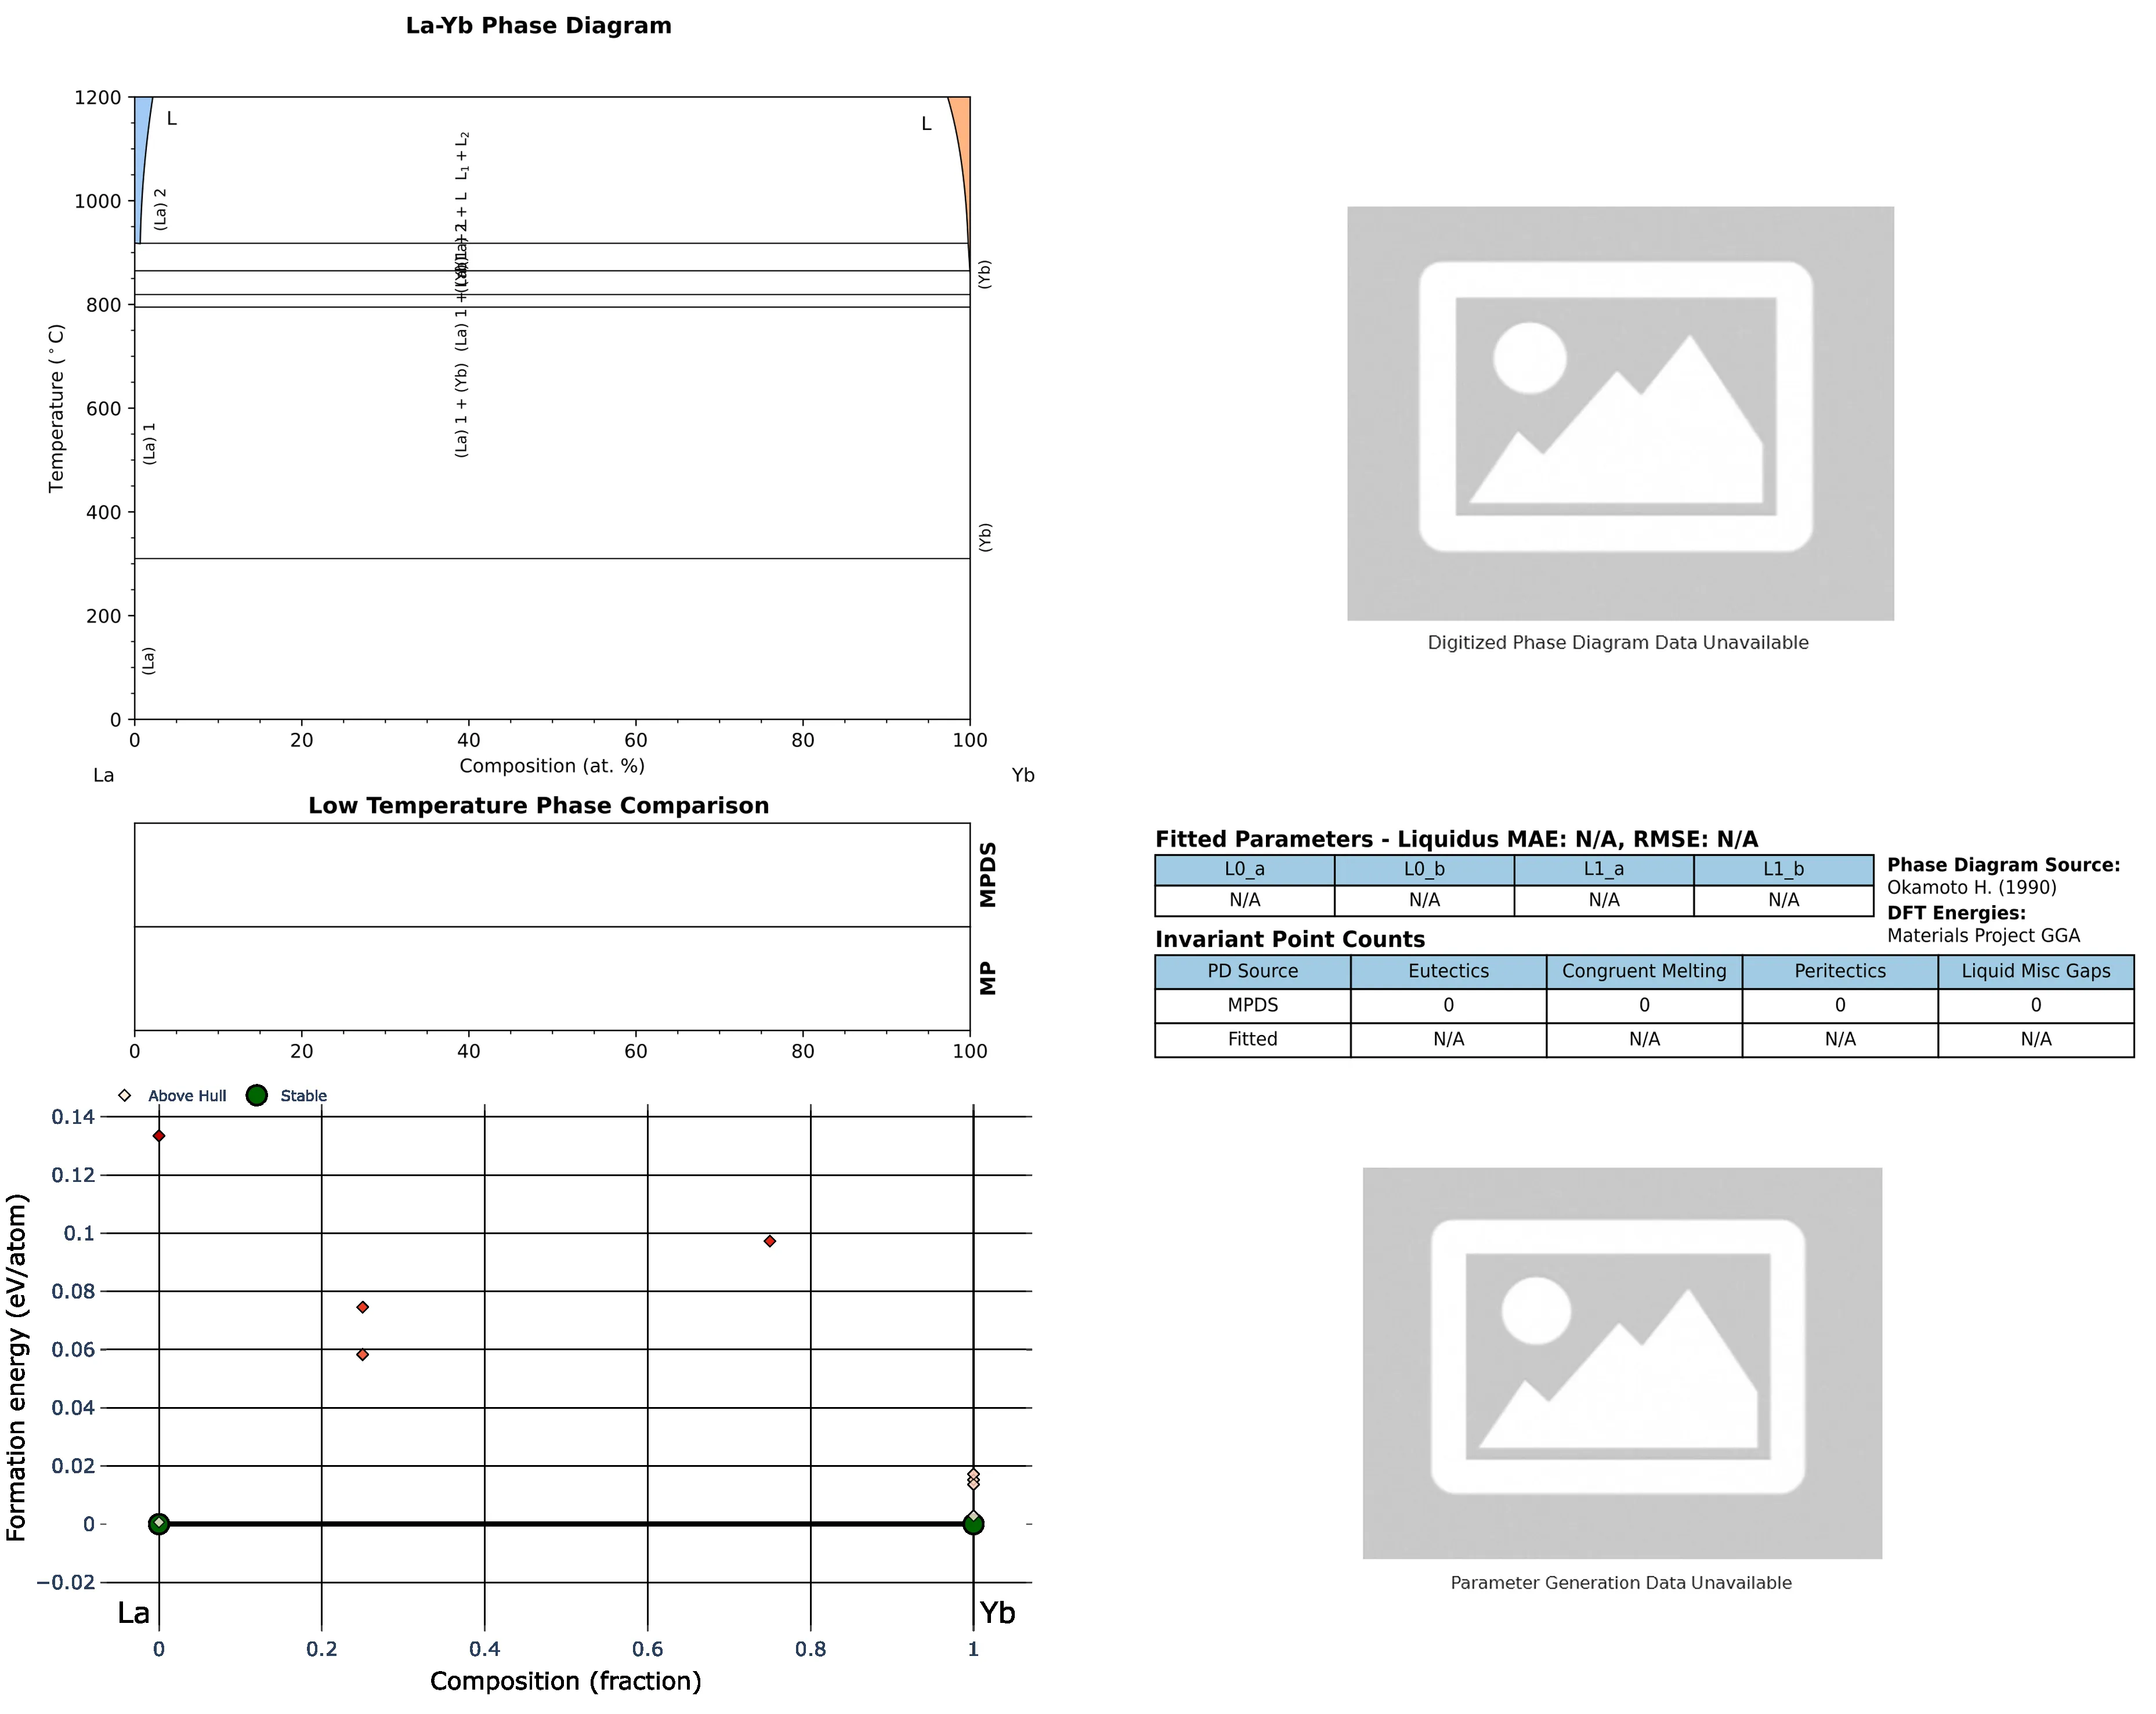 La-Yb Phase Diagram
1200
1000
800
600
400
200
0
Temperature (°C)
L
L
L₁ + L₂
(La) 2
(Yb)
(La) 1
(La) 1 + (Yb)
(La) 1 +
(Yb)
(La)
0 20 40 60 80 100
Composition (at. %)
La Yb
Digitized Phase Diagram Data Unavailable
Low Temperature Phase Comparison
MPDS
MP
0 20 40 60 80 100
Fitted Parameters - Liquidus MAE: N/A, RMSE: N/A
L0_a L0_b L1_a L1_b
N/A N/A N/A N/A
Phase Diagram Source:
Okamoto H. (1990)
DFT Energies:
Materials Project GGA
Invariant Point Counts
PD Source Eutectics Congruent Melting Peritectics Liquid Misc Gaps
MPDS 0 0 0 0
Fitted N/A N/A N/A N/A
Above Hull Stable
0.14
0.12
0.1
0.08
0.06
0.04
0.02
0
−0.02
Formation energy (eV/atom)
La Yb
0 0.2 0.4 0.6 0.8 1
Composition (fraction)
Parameter Generation Data Unavailable